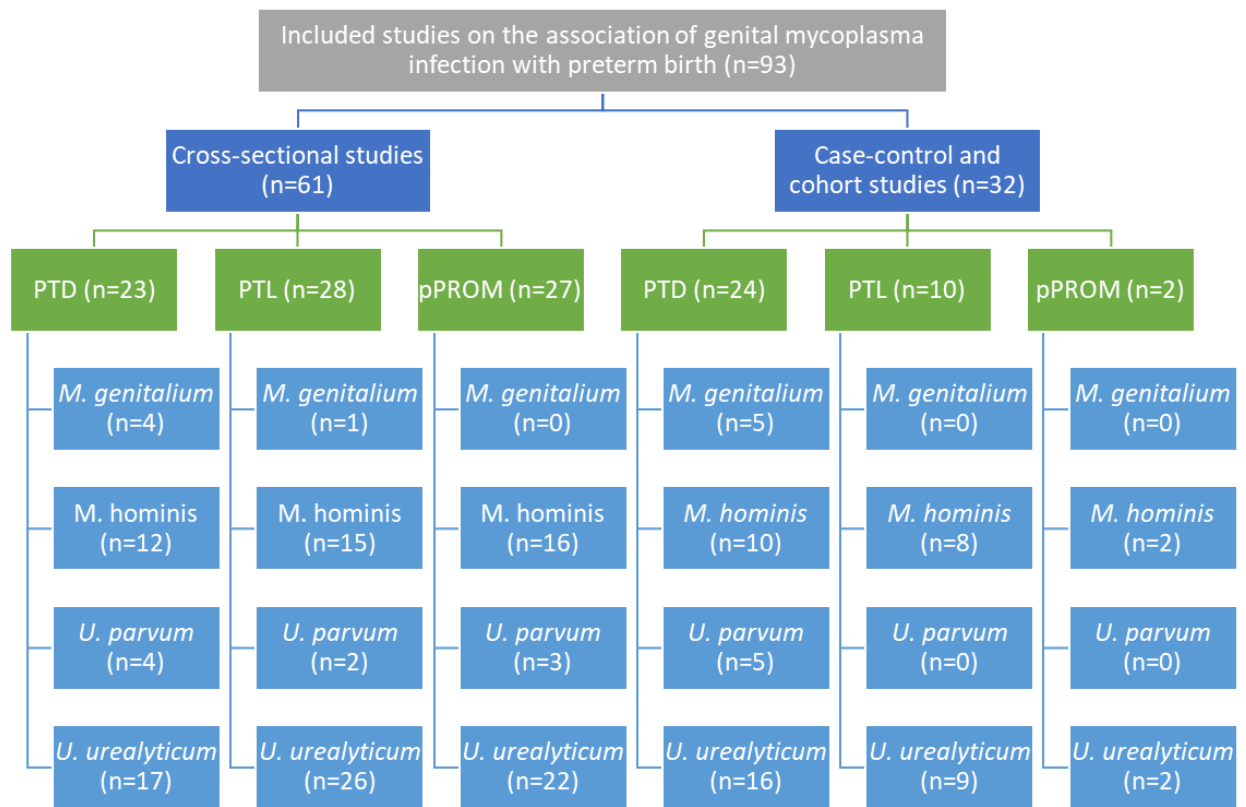 Included studies on the association of genital mycoplasma
infection with preterm birth (n=93)
Cross-sectional studies
(n=61)
Case-control and
cohort studies (n=32)
PTD (n=23)
PTL (n=28)
pPROM (n=27)
PTD (n=24)
PTL (n=10)
pPROM (n=2)
M. genitalium
(n=4)
M. genitalium
(n=1)
M. genitalium
(n=0)
M. genitalium
(n=5)
M. genitalium
(n=0)
M. genitalium
(n=0)
M. hominis
(n=12)
M. hominis
(n=15)
M. hominis
(n=16)
M. hominis
(n=10)
M. hominis
(n=8)
M. hominis
(n=2)
U. parvum
(n=4)
U. parvum
(n=2)
U. parvum
(n=3)
U. parvum
(n=5)
U. parvum
(n=0)
U. parvum
(n=0)
U. urealyticum
(n=17)
U. urealyticum
(n=26)
U. urealyticum
(n=22)
U. urealyticum
(n=16)
U. urealyticum
(n=9)
U. urealyticum
(n=2)